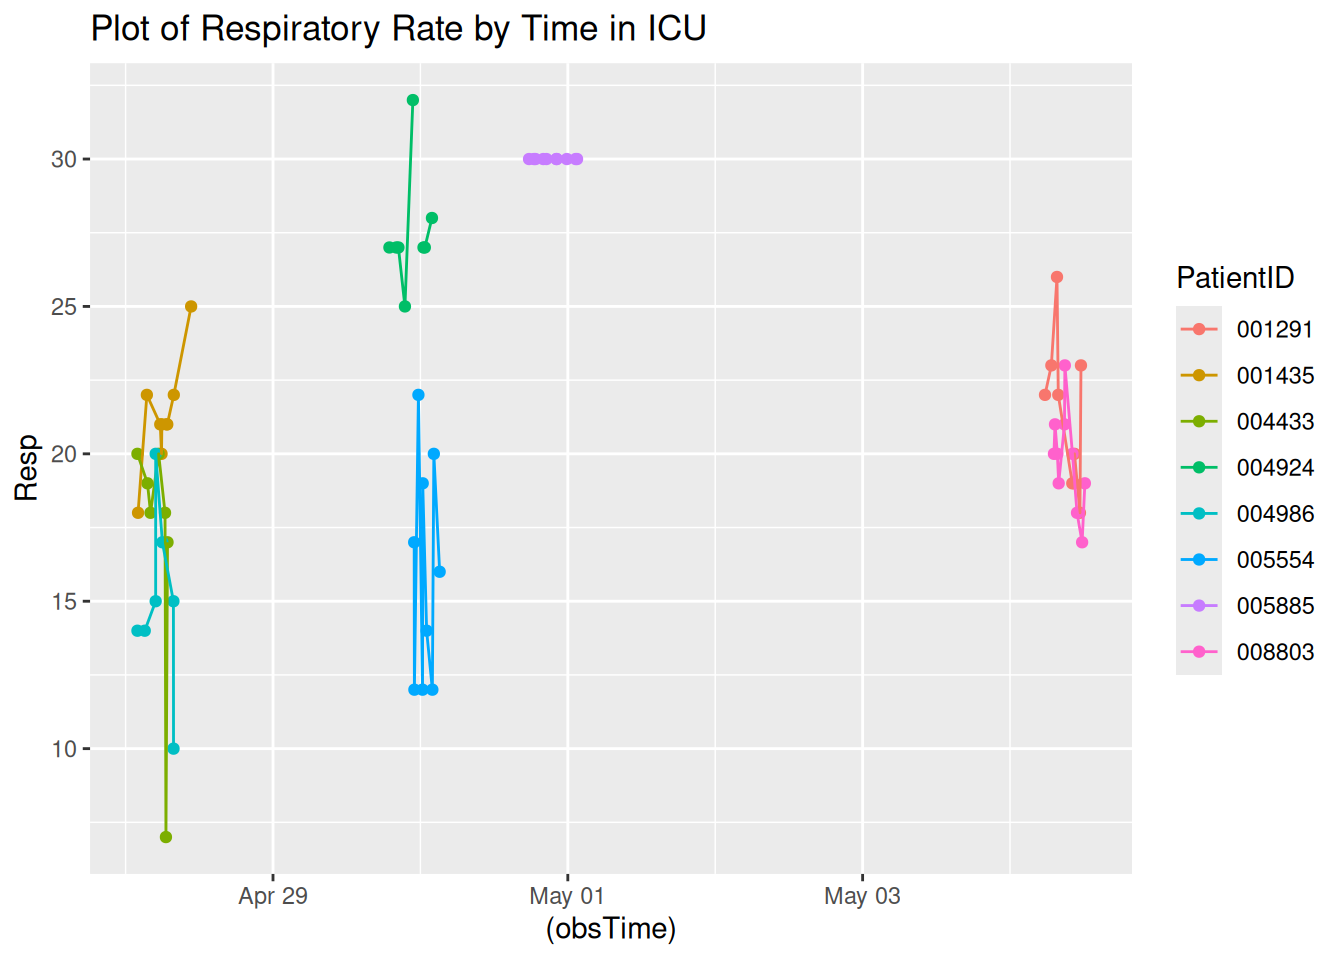 Plot of Respiratory Rate by Time in ICU
Resp
30
25
20
15
10
Apr 29
May 01
May 03
(obsTime)
PatientID
001291
001435
004433
004924
004986
005554
005885
008803